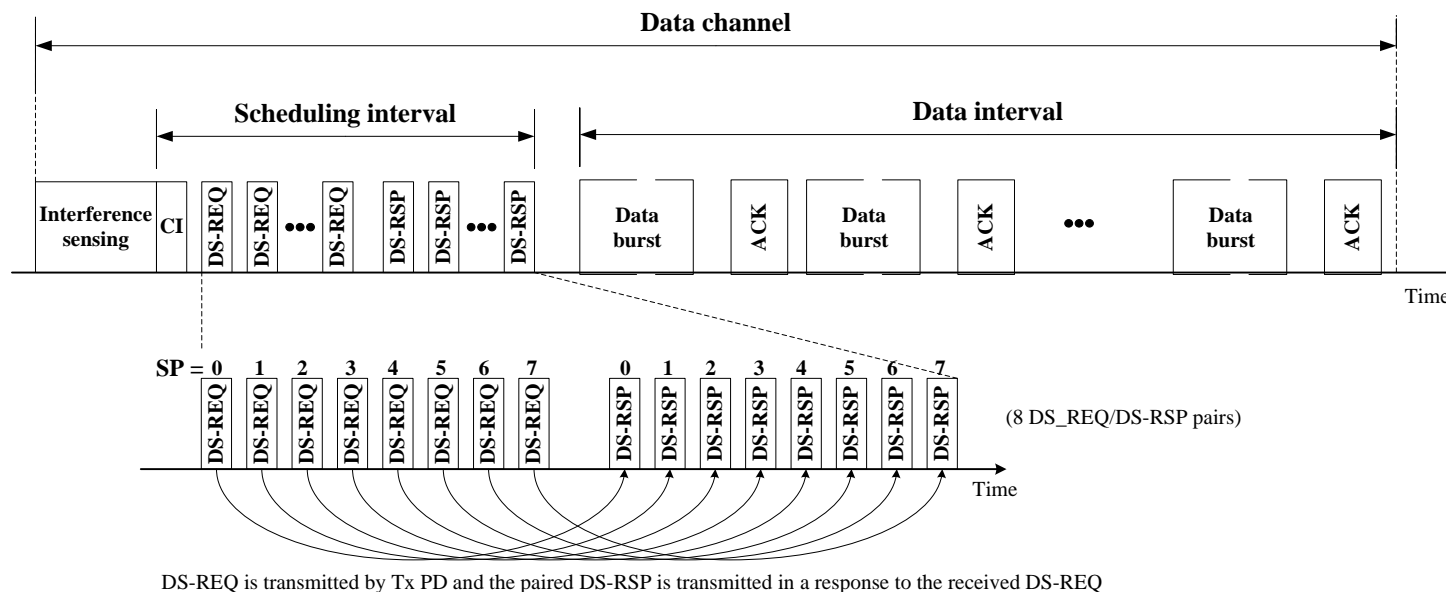 Data channel
Scheduling interval
Data interval
Interference
sensing
CI
DS-REQ
DS-REQ
•••
DS-REQ
DS-RSP
DS-RSP
•••
DS-RSP
Data
burst
ACK
Data
burst
ACK
•••
Data
burst
ACK
Time
SP = 0 1 2 3 4 5 6 7 0 1 2 3 4 5 6 7
DS-REQ
DS-REQ
DS-REQ
DS-REQ
DS-REQ
DS-REQ
DS-REQ
DS-REQ
DS-RSP
DS-RSP
DS-RSP
DS-RSP
DS-RSP
DS-RSP
DS-RSP
DS-RSP
(8 DS_REQ/DS-RSP pairs)
Time
DS-REQ is transmitted by Tx PD and the paired DS-RSP is transmitted in a response to the received DS-REQ